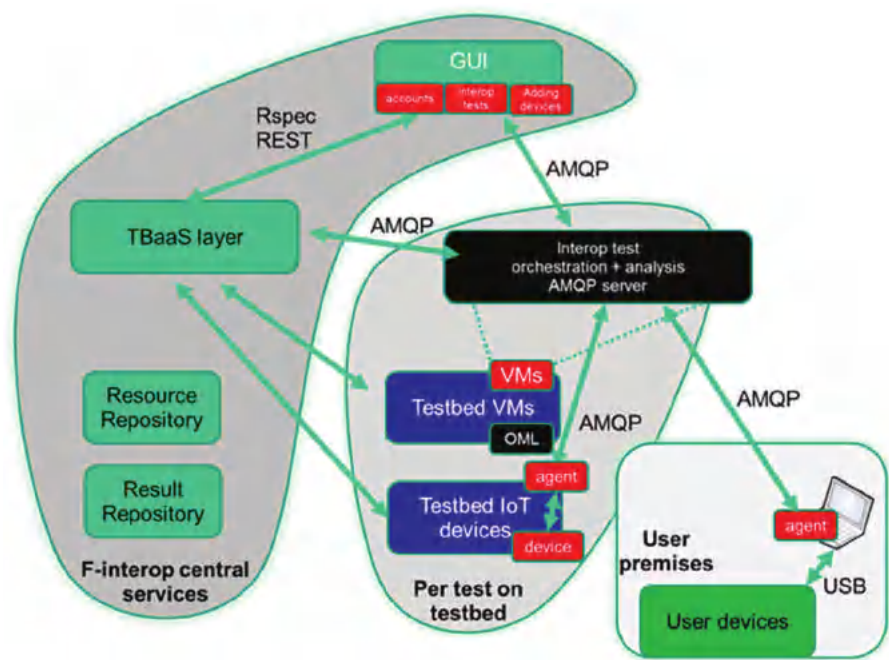 GUI
accounts
Interop
tests
Adding
devices
Rspec
REST
AMQP
AMQP
TBaaS layer
Interop test
orchestration + analysis
AMQP server
VMs
Testbed VMs
OML
AMQP
AMQP
Resource
Repository
Result
Repository
agent
Testbed IoT
devices
device
agent
User
premises
USB
User devices
F-interop central
services
Per test on
testbed